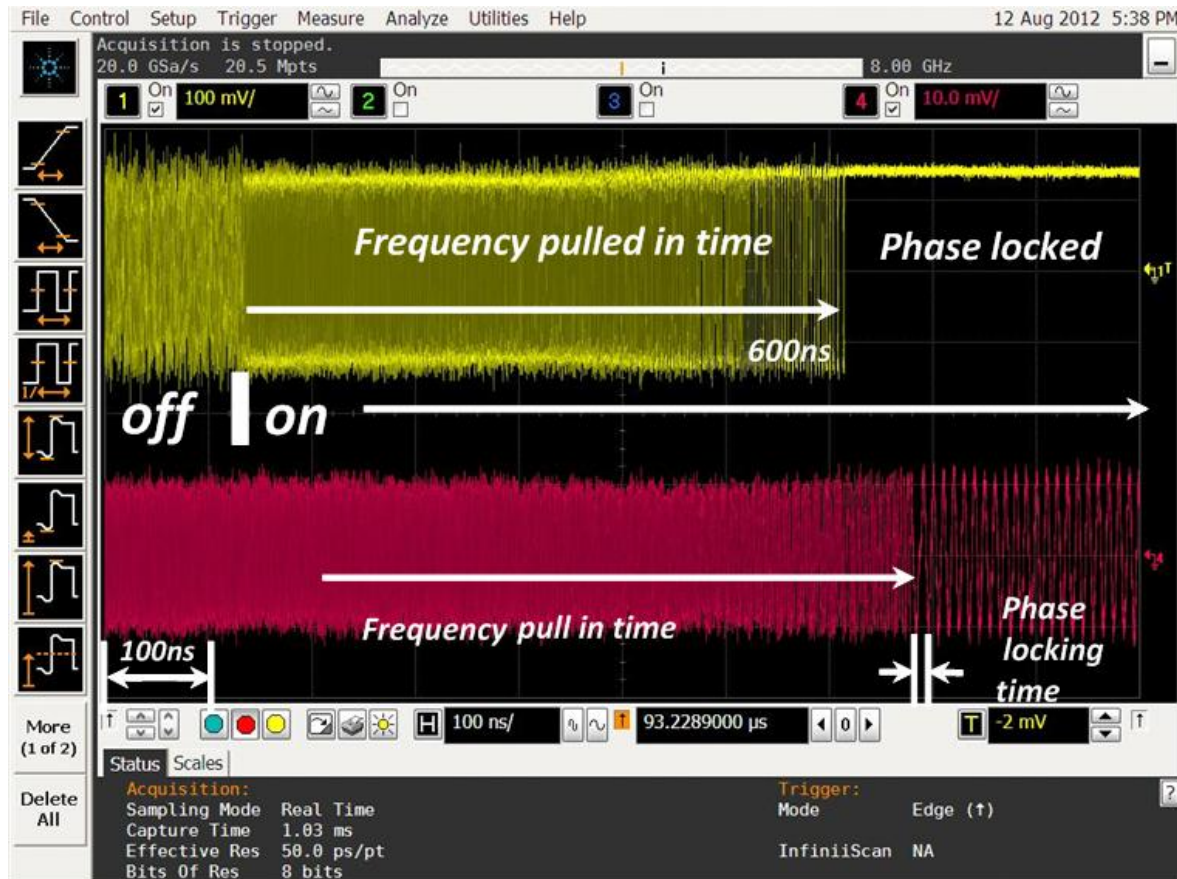 File Control Setup Trigger Measure Analyze Utilities Help 12 Aug 2012 5:38 PM
Acquisition is stopped.
20.0 GSa/s 20.5 Mpts 8.00 GHz
1 On 100 mV/ 2 On 3 On 4 On 10.0 mV/
Frequency pulled in time Phase locked
600ns
off on
Frequency pull in time
Phase
locking
time
100ns
More
(1 of 2)
H 100 ns/ 93.2289000 µs 0 T -2 mV
Status Scales
Delete
All
Acquisition: Trigger:
Sampling Mode Real Time Mode Edge (↑)
Capture Time 1.03 ms
Effective Res 50.0 ps/pt InfiniiScan NA
Bits Of Res 8 bits